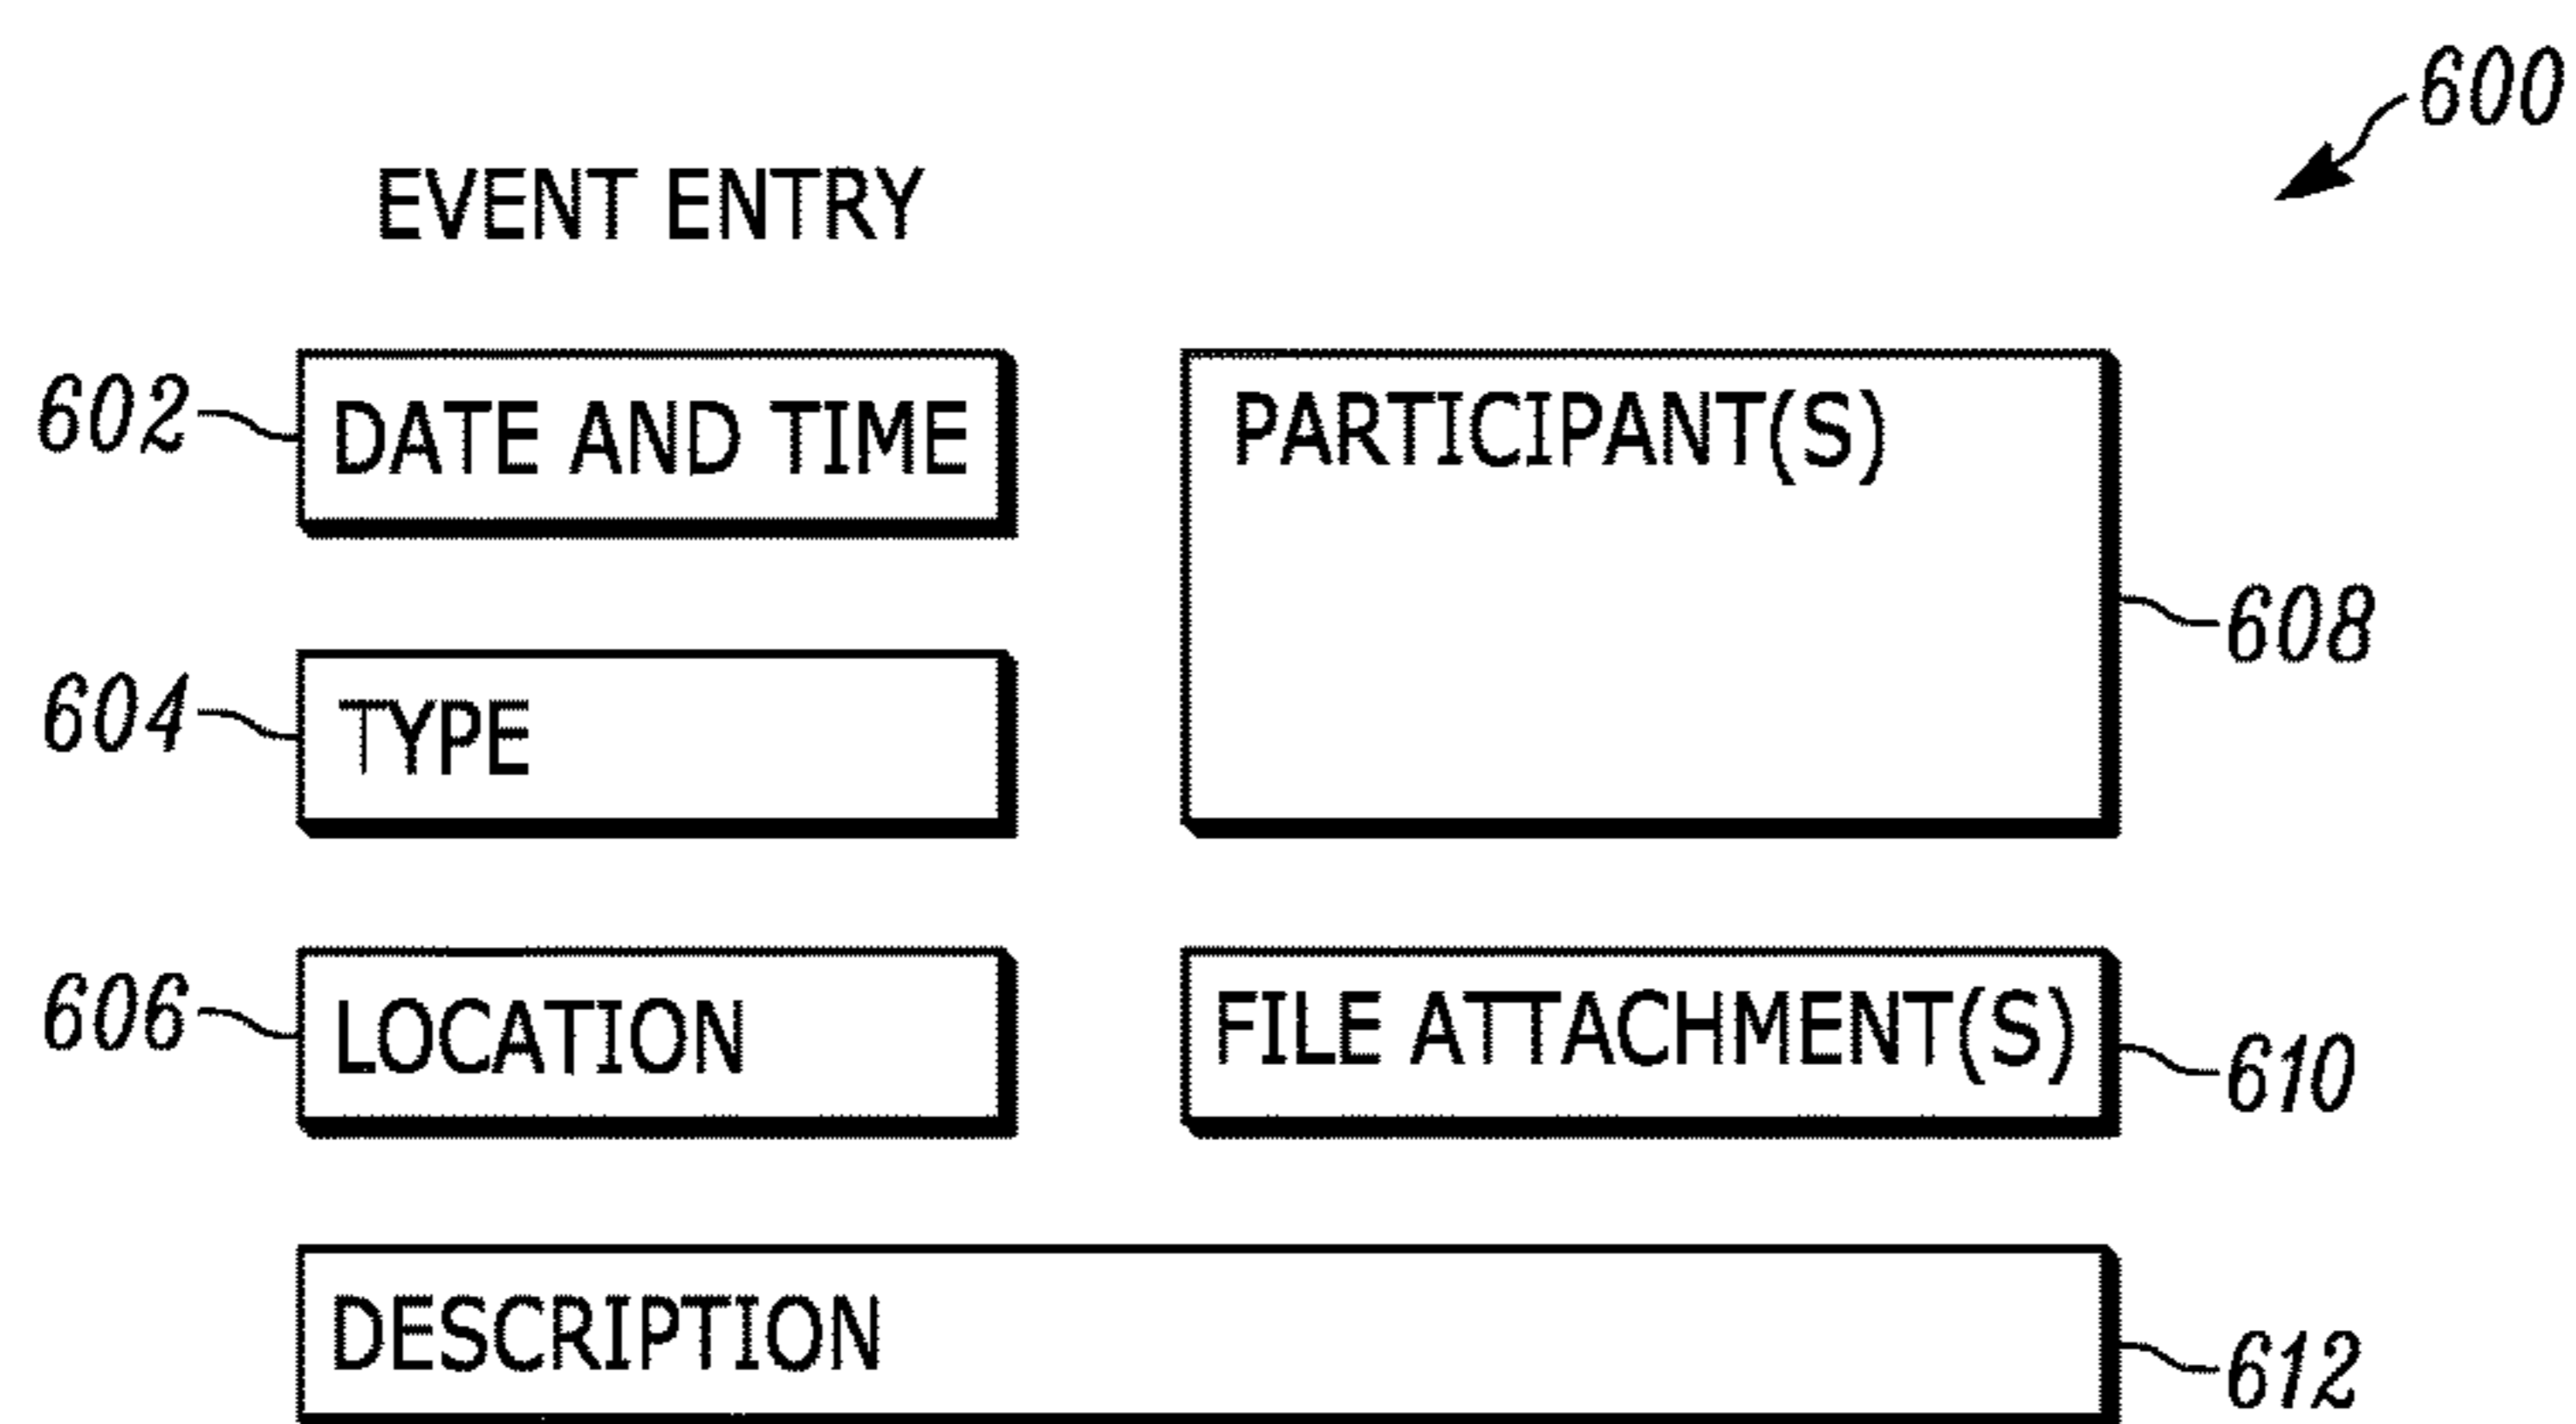 600
EVENT ENTRY
602
DATE AND TIME
PARTICIPANT(S)
608
604
TYPE
606
LOCATION
FILE ATTACHMENT(S)
610
DESCRIPTION
612